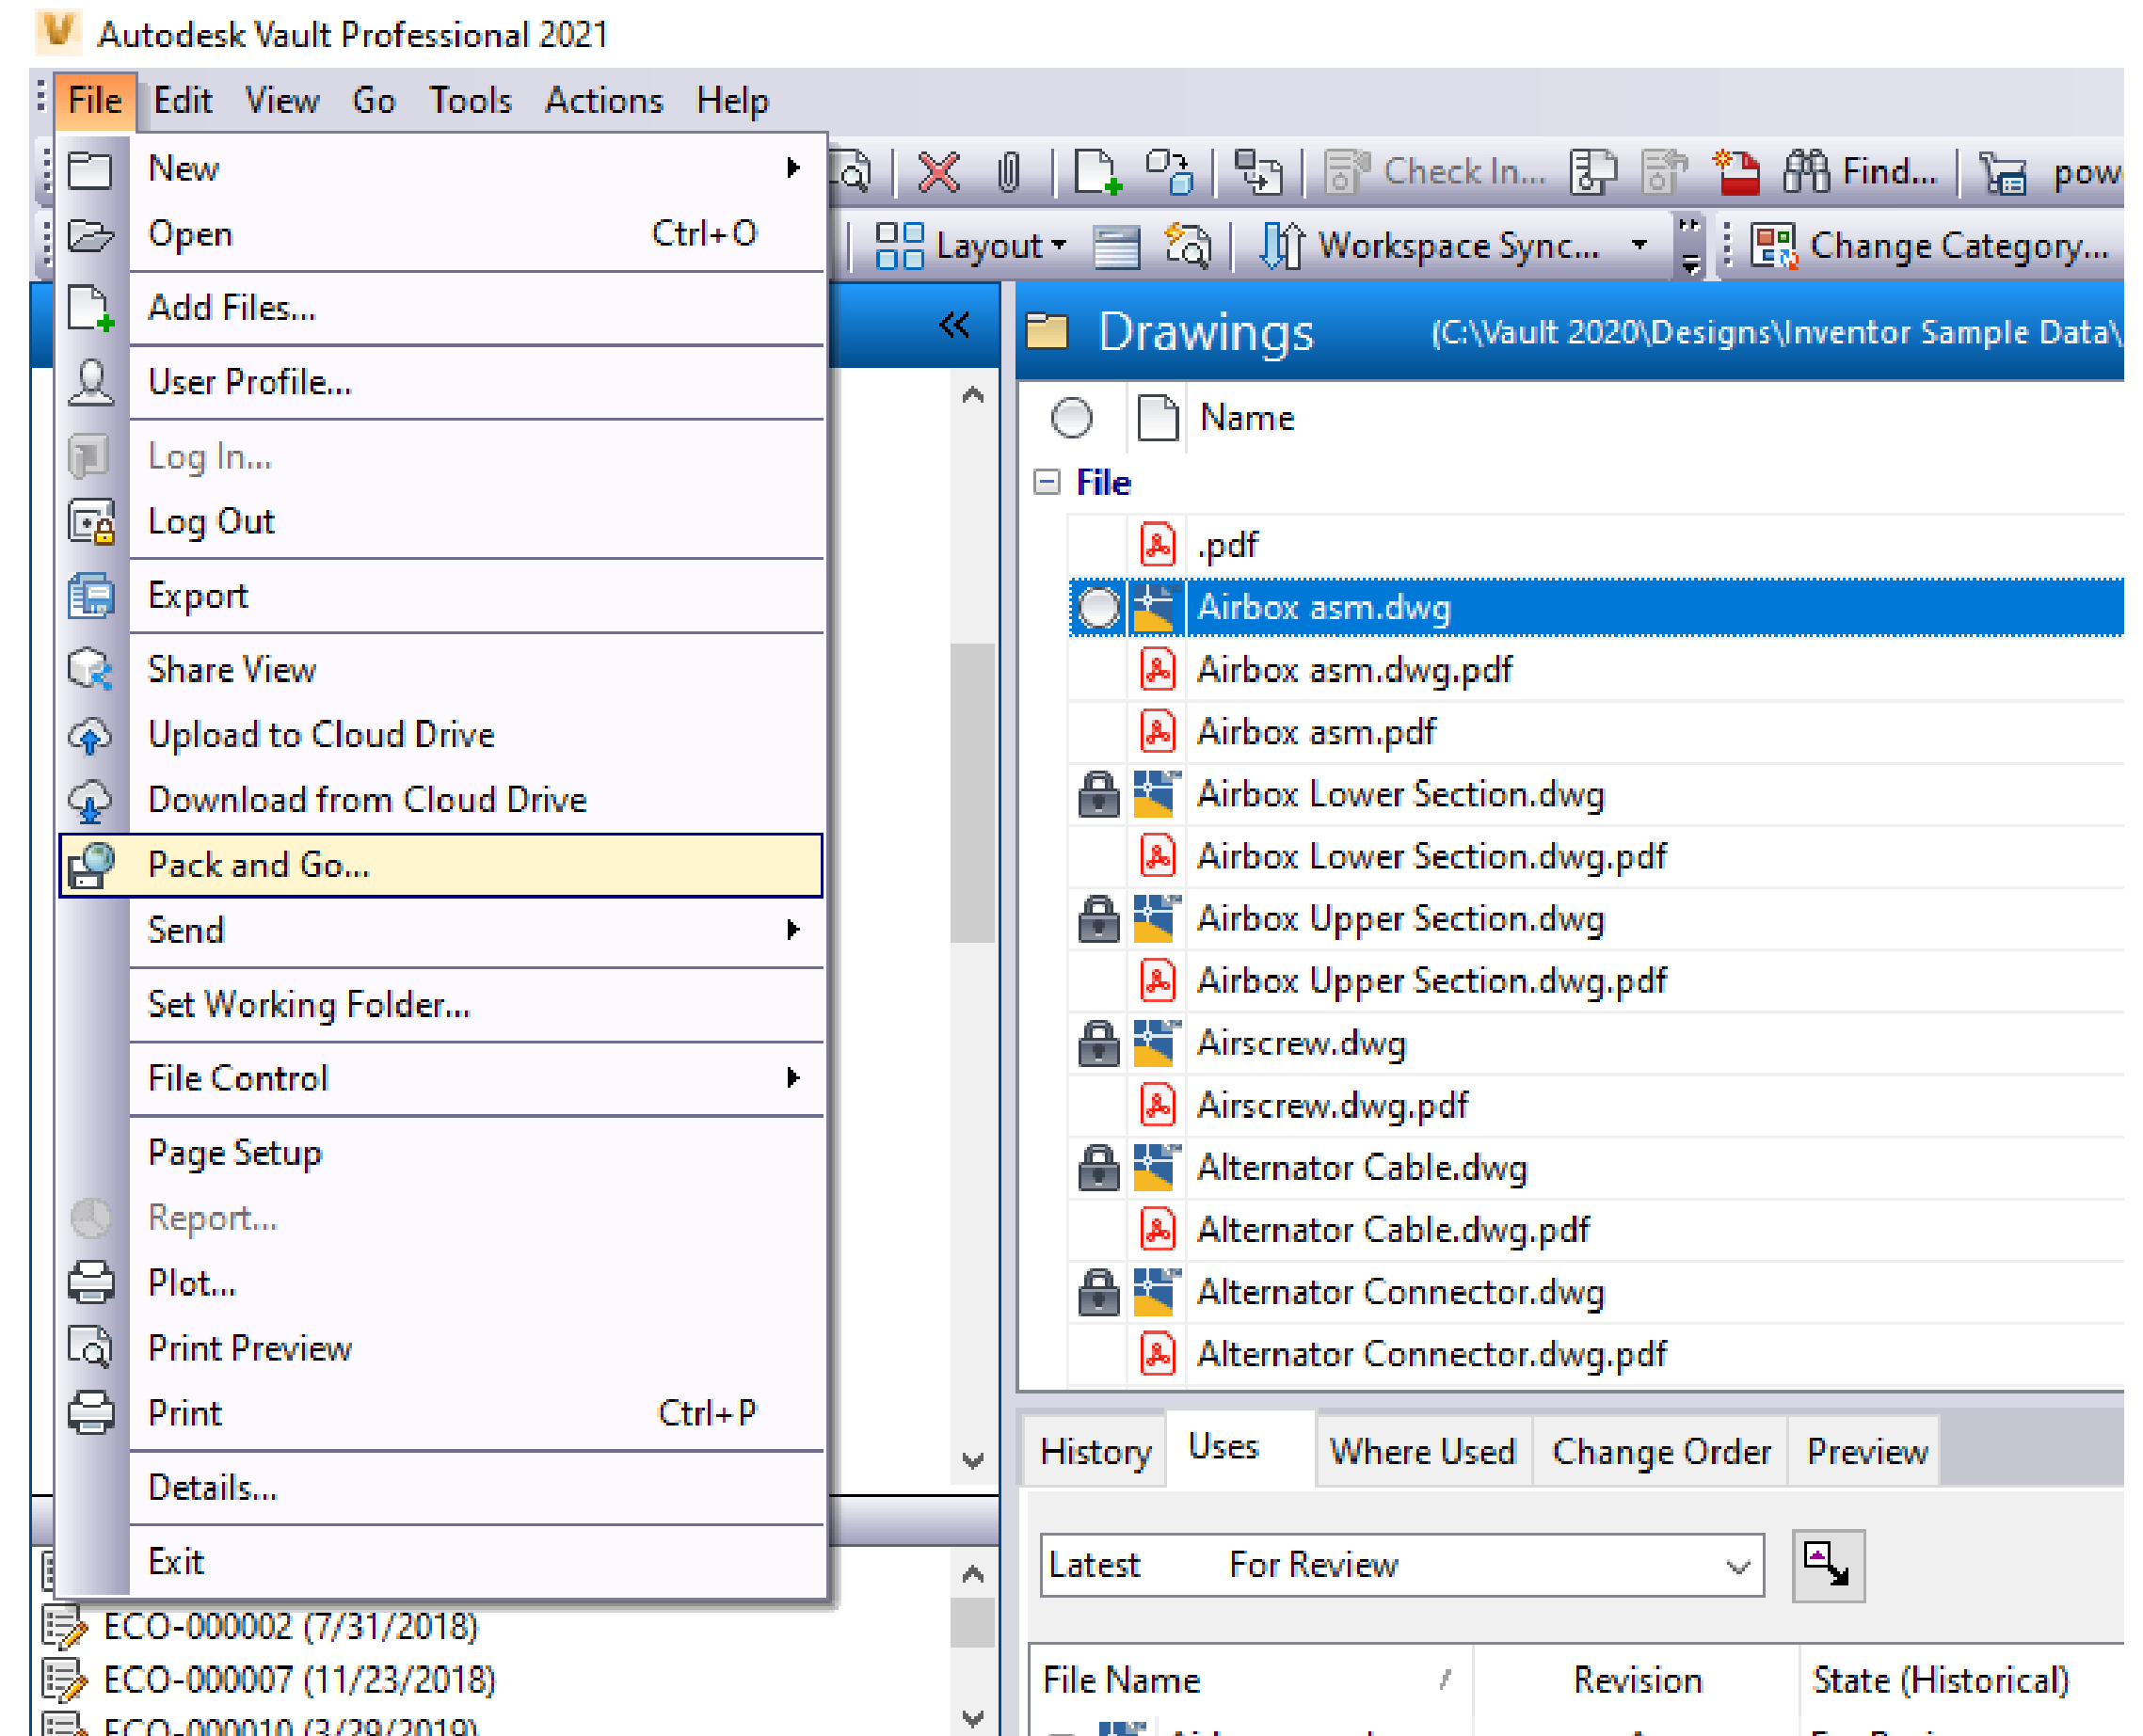 Autodesk Vault Professional 2021
File Edit View Go Tools Actions Help
Check In... Find...
Layout Workspace Sync... Change Category...
New
Open Ctrl+O
Add Files...
User Profile...
Log In...
Log Out
Export
Share View
Upload to Cloud Drive
Download from Cloud Drive
Pack and Go...
Send
Set Working Folder...
File Control
Page Setup
Report...
Plot...
Print Preview
Print Ctrl+P
Details...
Exit
ECO-000002 (7/31/2018)
ECO-000007 (11/23/2018)
ECO-000010 (3/29/2019)
Drawings (C:\Vault 2020\Designs\Inventor Sample Data\
Name
File
.pdf
Airbox asm.dwg
Airbox asm.dwg.pdf
Airbox asm.pdf
Airbox Lower Section.dwg
Airbox Lower Section.dwg.pdf
Airbox Upper Section.dwg
Airbox Upper Section.dwg.pdf
Airscrew.dwg
Airscrew.dwg.pdf
Alternator Cable.dwg
Alternator Cable.dwg.pdf
Alternator Connector.dwg
Alternator Connector.dwg.pdf
History Uses Where Used Change Order Preview
Latest For Review
File Name Revision State (Historical)